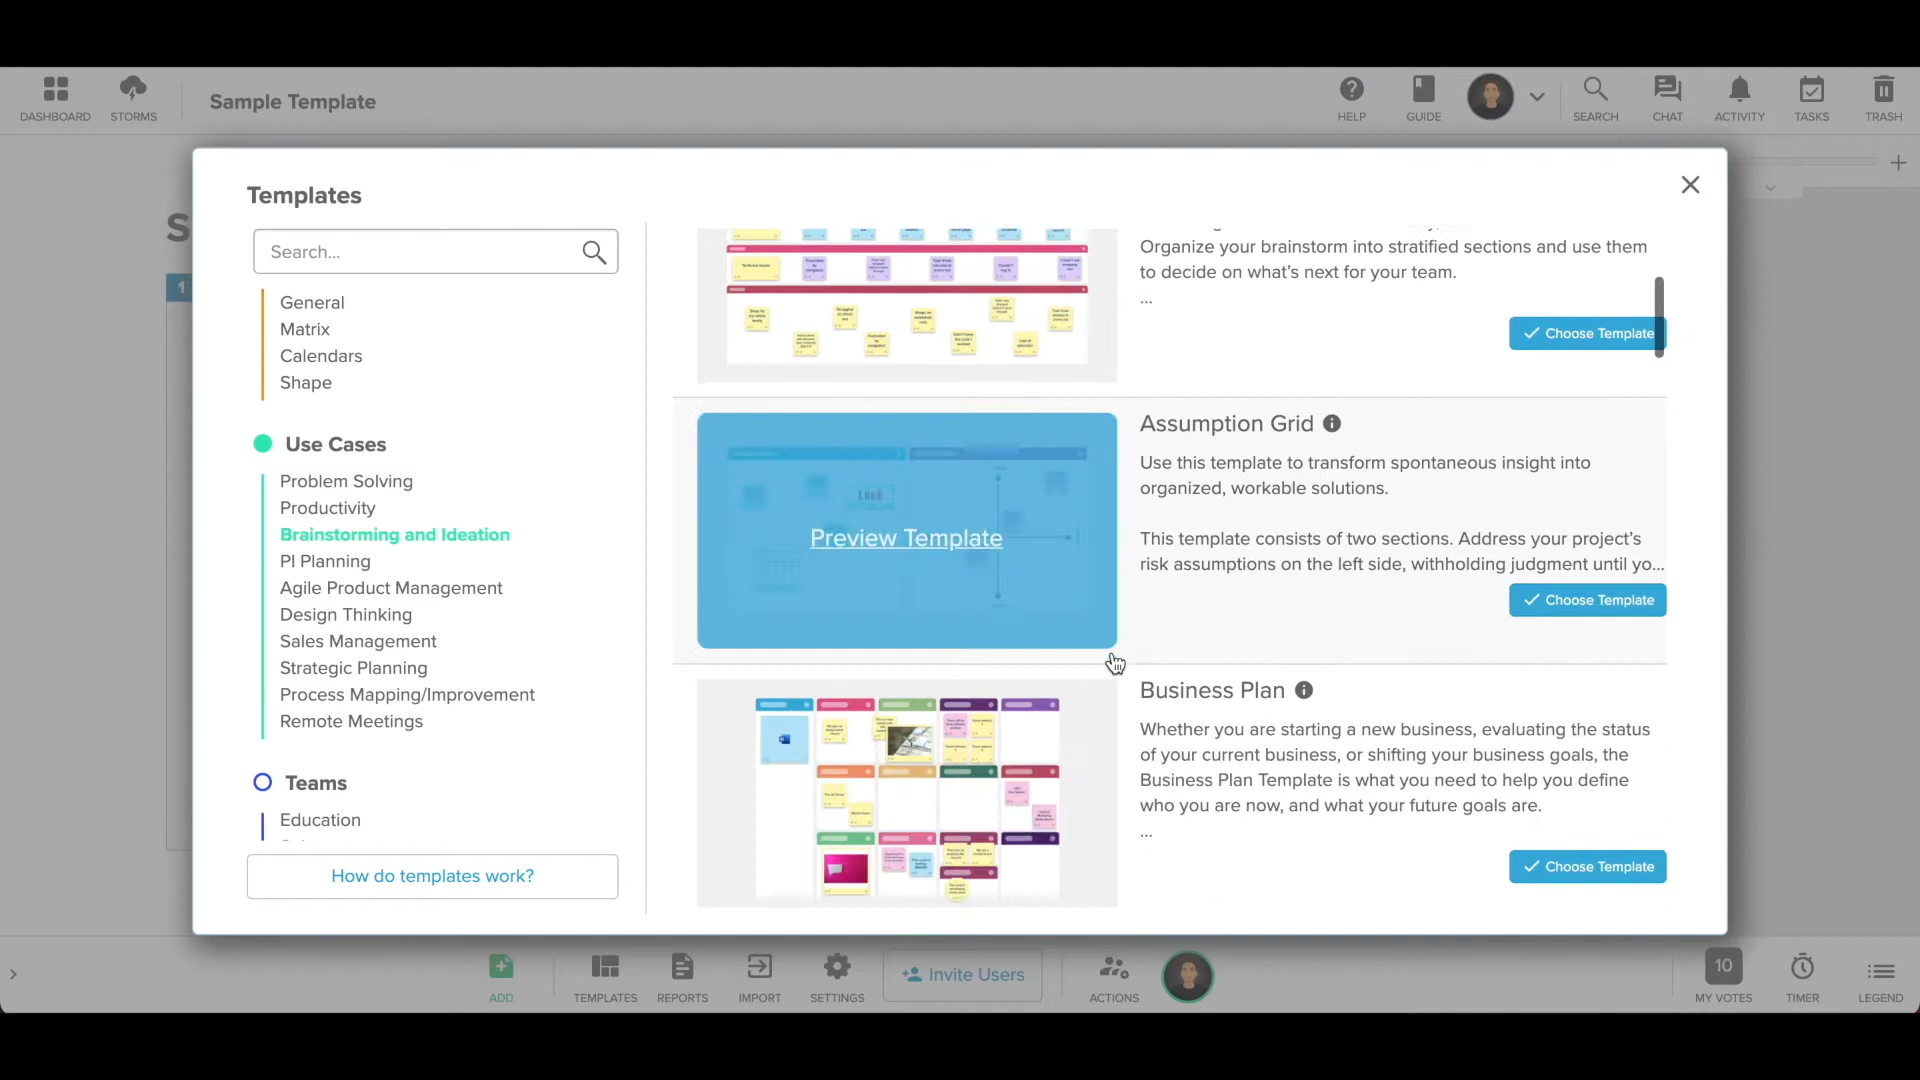 DASHBOARD
STORMS
Sample Template
HELP
GUIDE
SEARCH
CHAT
ACTIVITY
TASKS
TRASH
S
1
Templates
Search...
General
Matrix
Calendars
Shape
Use Cases
Problem Solving
Productivity
Brainstorming and Ideation
PI Planning
Agile Product Management
Design Thinking
Sales Management
Strategic Planning
Process Mapping/Improvement
Remote Meetings
Teams
Education
How do templates work?
Organize your brainstorm into stratified sections and use them
to decide on what's next for your team.
...
Choose Template
Preview Template
Assumption Grid
Use this template to transform spontaneous insight into
organized, workable solutions.
This template consists of two sections. Address your project's
risk assumptions on the left side, withholding judgment until yo...
Choose Template
Business Plan
Whether you are starting a new business, evaluating the status
of your current business, or shifting your business goals, the
Business Plan Template is what you need to help you define
who you are now, and what your future goals are.
...
Choose Template
ADD
TEMPLATES
REPORTS
IMPORT
SETTINGS
Invite Users
ACTIONS
10
MY VOTES
TIMER
LEGEND